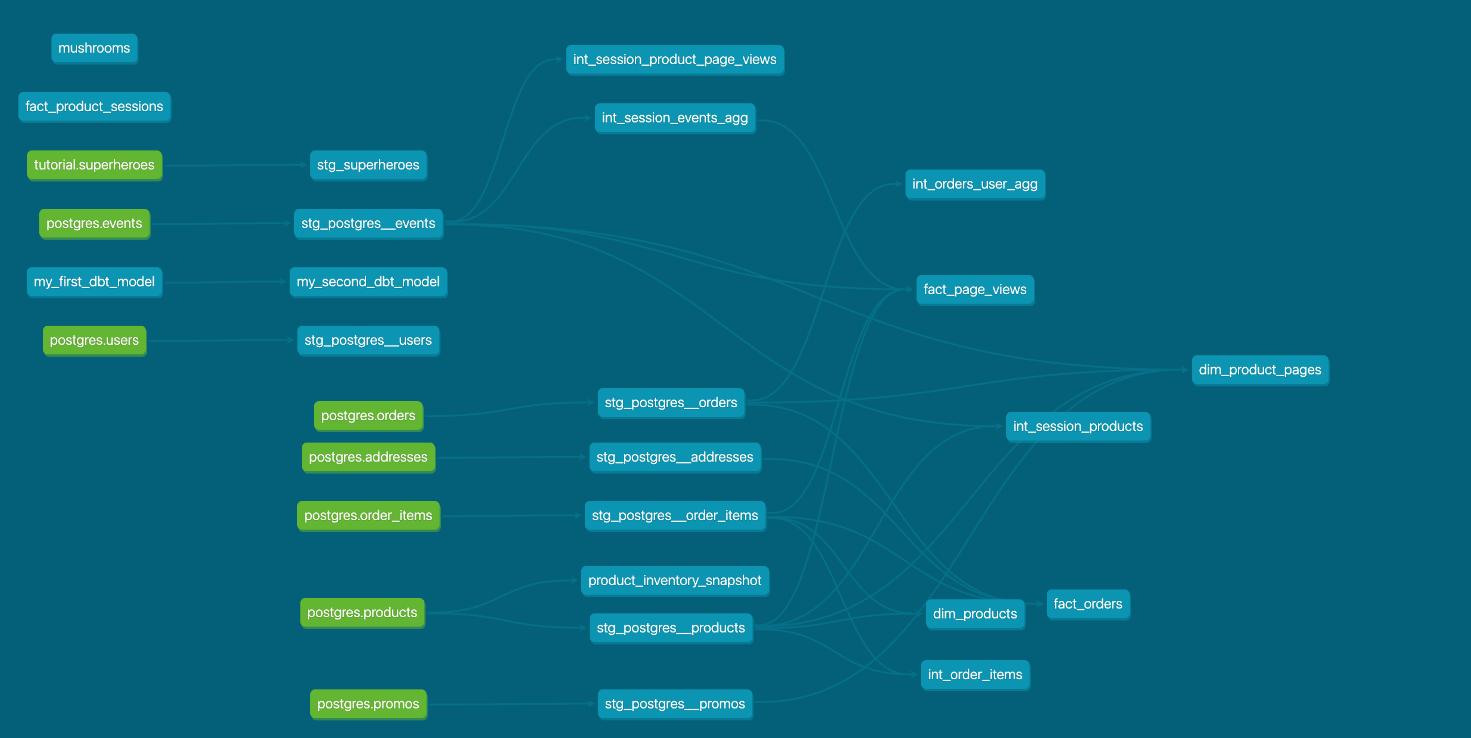 mushrooms
fact_product_sessions
tutorial.superheroes
postgres.events
my_first_dbt_model
postgres.users
stg_superheroes
stg_postgres__events
my_second_dbt_model
stg_postgres__users
postgres.orders
postgres.addresses
postgres.order_items
postgres.products
postgres.promos
int_session_product_page_views
int_session_events_agg
stg_postgres__orders
stg_postgres__addresses
stg_postgres__order_items
product_inventory_snapshot
stg_postgres__products
stg_postgres__promos
int_orders_user_agg
fact_page_views
int_session_products
dim_products
fact_orders
int_order_items
dim_product_pages